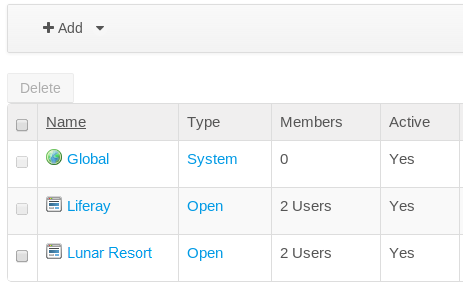 Add
Delete
Name Type Members Active
Global System 0 Yes
Liferay Open 2 Users Yes
Lunar Resort Open 2 Users Yes